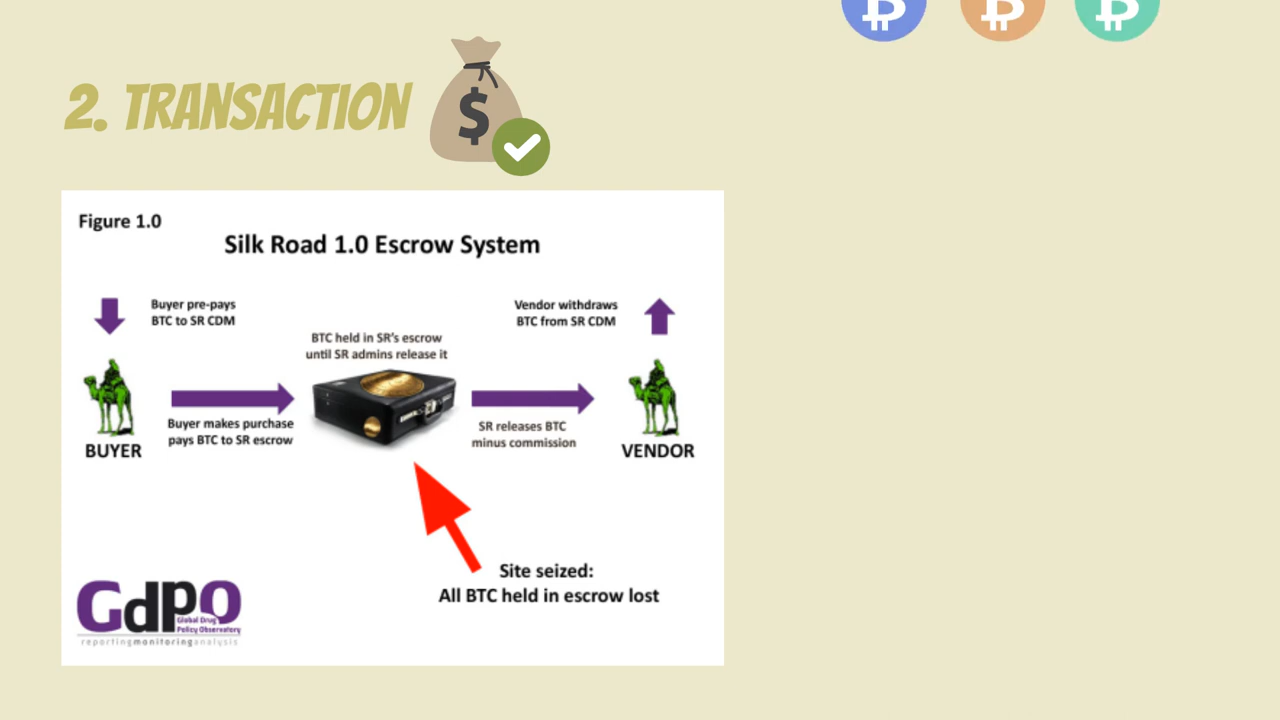 2. TRANSACTION
$
Figure 1.0
Silk Road 1.0 Escrow System
Buyer pre-pays
BTC to SR CDM
Vendor withdraws
BTC from SR CDM
BTC held in SR's escrow
until SR admins release it
Buyer makes purchase
pays BTC to SR escrow
SR releases BTC
minus commission
BUYER
VENDOR
Site seized:
All BTC held in escrow lost
GdPO
Global Drug
Policy Observatory
reportingmonitoringanalysis